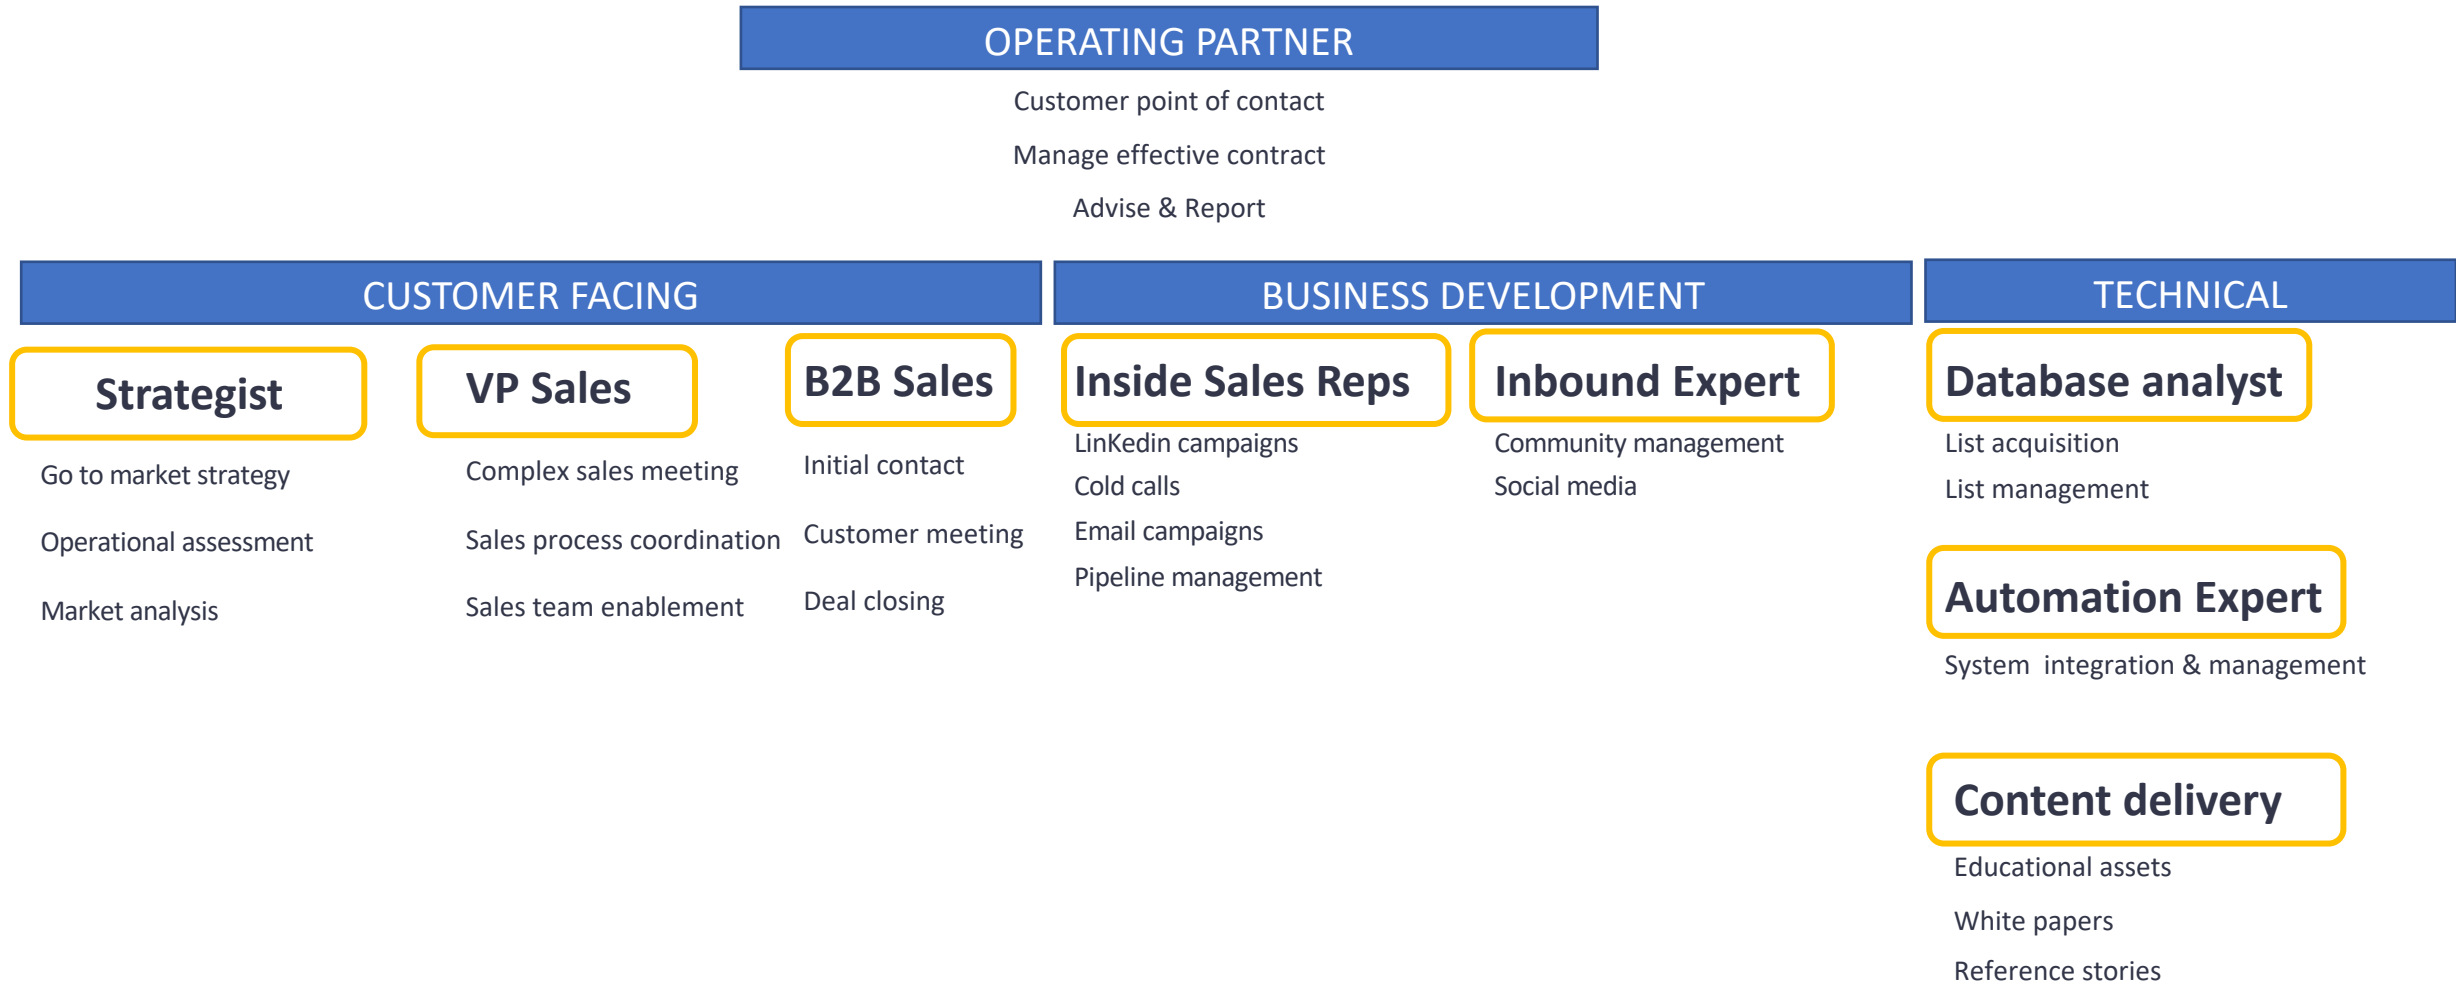 OPERATING PARTNER
Customer point of contact
Manage effective contract
Advise & Report
CUSTOMER FACING
Strategist
Go to market strategy
Operational assessment
Market analysis
VP Sales
Complex sales meeting
Sales process coordination
Sales team enablement
B2B Sales
Initial contact
Customer meeting
Deal closing
BUSINESS DEVELOPMENT
Inside Sales Reps
LinKedin campaigns
Cold calls
Email campaigns
Pipeline management
Inbound Expert
Community management
Social media
TECHNICAL
Database analyst
List acquisition
List management
Automation Expert
System  integration & management
Content delivery
Educational assets
White papers
Reference stories